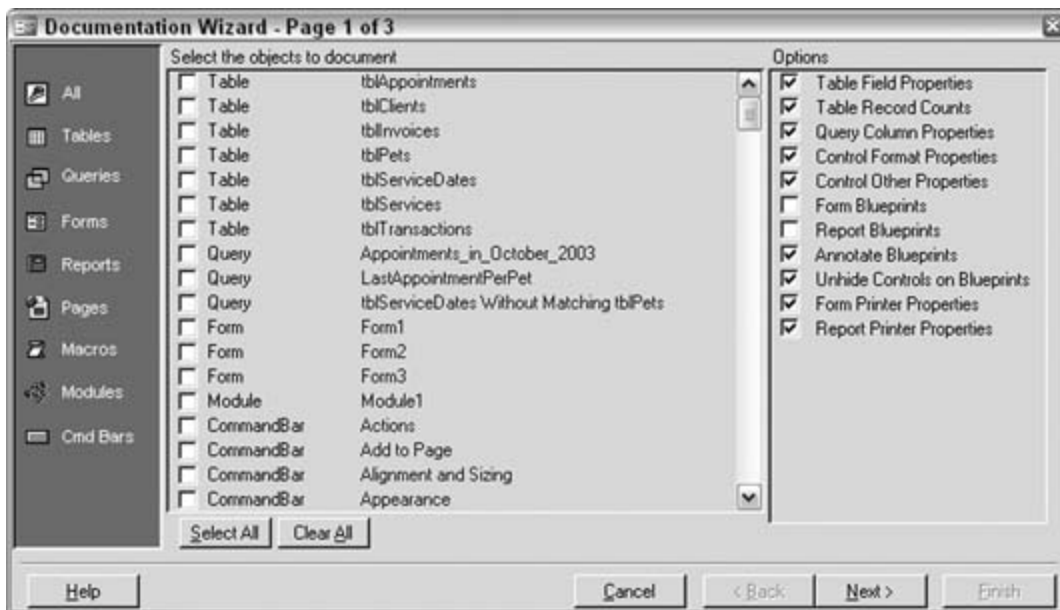 Documentation Wizard - Page 1 of 3
All
Tables
Queries
Forms
Reports
Pages
Macros
Modules
Cmd Bars
Select the objects to document
Table tblAppointments
Table tblClients
Table tblInvoices
Table tblPets
Table tblServiceDates
Table tblServices
Table tblTransactions
Query Appointments_in_October_2003
Query LastAppointmentPerPet
Query tblServiceDates Without Matching tblPets
Form Form1
Form Form2
Form Form3
Module Module1
CommandBar Actions
CommandBar Add to Page
CommandBar Alignment and Sizing
CommandBar Appearance
Select All Clear All
Options
Table Field Properties
Table Record Counts
Query Column Properties
Control Format Properties
Control Other Properties
Form Blueprints
Report Blueprints
Annotate Blueprints
Unhide Controls on Blueprints
Form Printer Properties
Report Printer Properties
Help Cancel < Back Next > Finish